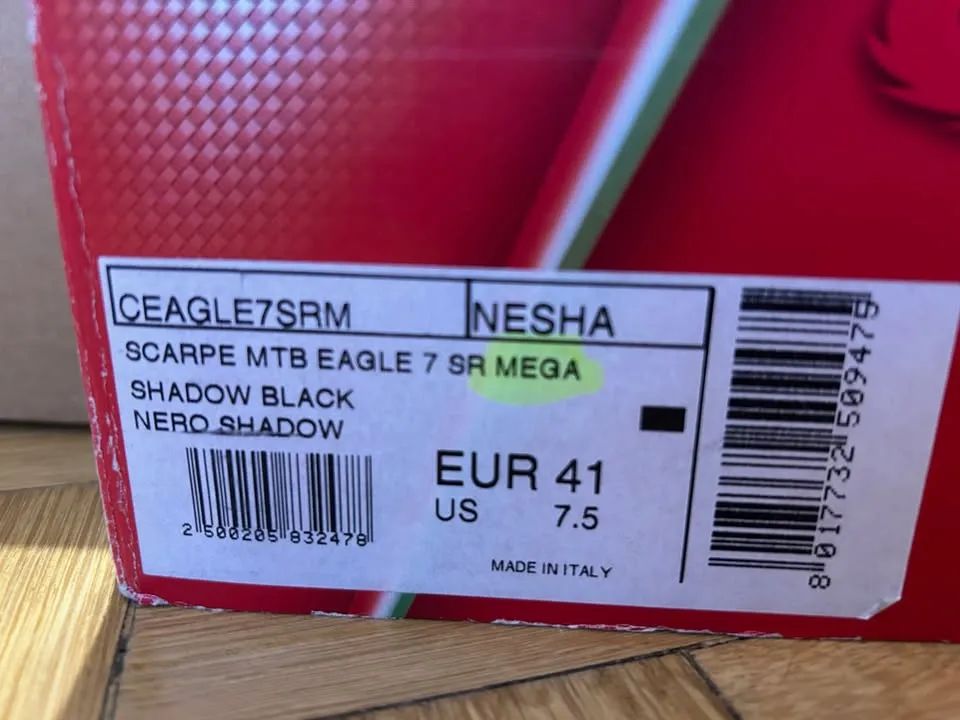 CEAGLE7SRM
NESHA
SCARPE MTB EAGLE 7 SR MEGA
SHADOW BLACK
NERO SHADOW
EUR 41
US 7.5
2 500205 832478
MADE IN ITALY
8 017732 509475